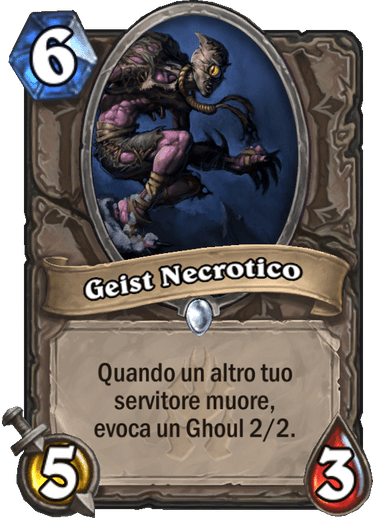 6
Geist Necrotico
Quando un altro tuo
servitore muore,
evoca un Ghoul 2/2.
5
3